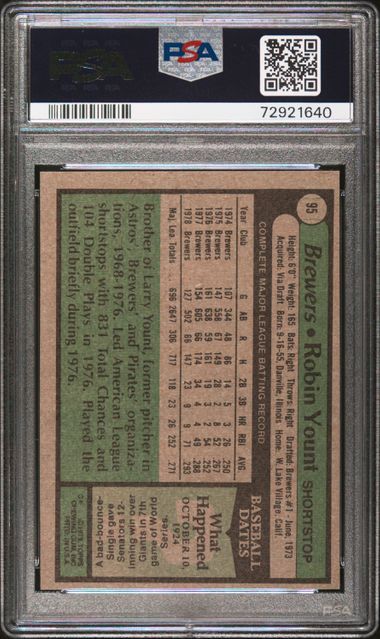 PSA
PSA
72921640
95
Brewers • Robin Yount SHORTSTOP
Height: 6'0" Weight: 165 Bats: Right Throws: Right Drafted: Brewers #1-June, 1973
Acquired: Via Draft Born: 9-16-55, Danville, Illinois Home: W. Lake Village, Calif.
COMPLETE MAJOR LEAGUE BATTING RECORD
Year Club G AB R H 2B 3B HR RBI AVG.
1974 Brewers 107 344 48 86 14 5 3 26 .250
1975 Brewers 147 558 67 149 28 2 8 52 .267
1976 Brewers 161 638 59 161 19 3 2 54 .252
1977 Brewers 154 605 66 174 34 4 4 49 .288
1978 Brewers 127 502 66 147 23 9 9 71 .293
Maj. Lea. Totals 696 2647 306 717 118 23 26 252 .271
Brother of Larry Yount, former pitcher in
Astros' Brewers' and Pirates' organiza-
tions, 1968-1976. Led American League
shortstops with 831 Total Chances and
104 Double Plays in 1976. Played the
outfield briefly during 1976.
BASEBALL
DATES
What
Happened
OCTOBER 10,
1924
A bad-bounce
Single gave
Senators 12-
inning win over
Giants in 7th
game of World
Series.
PSA